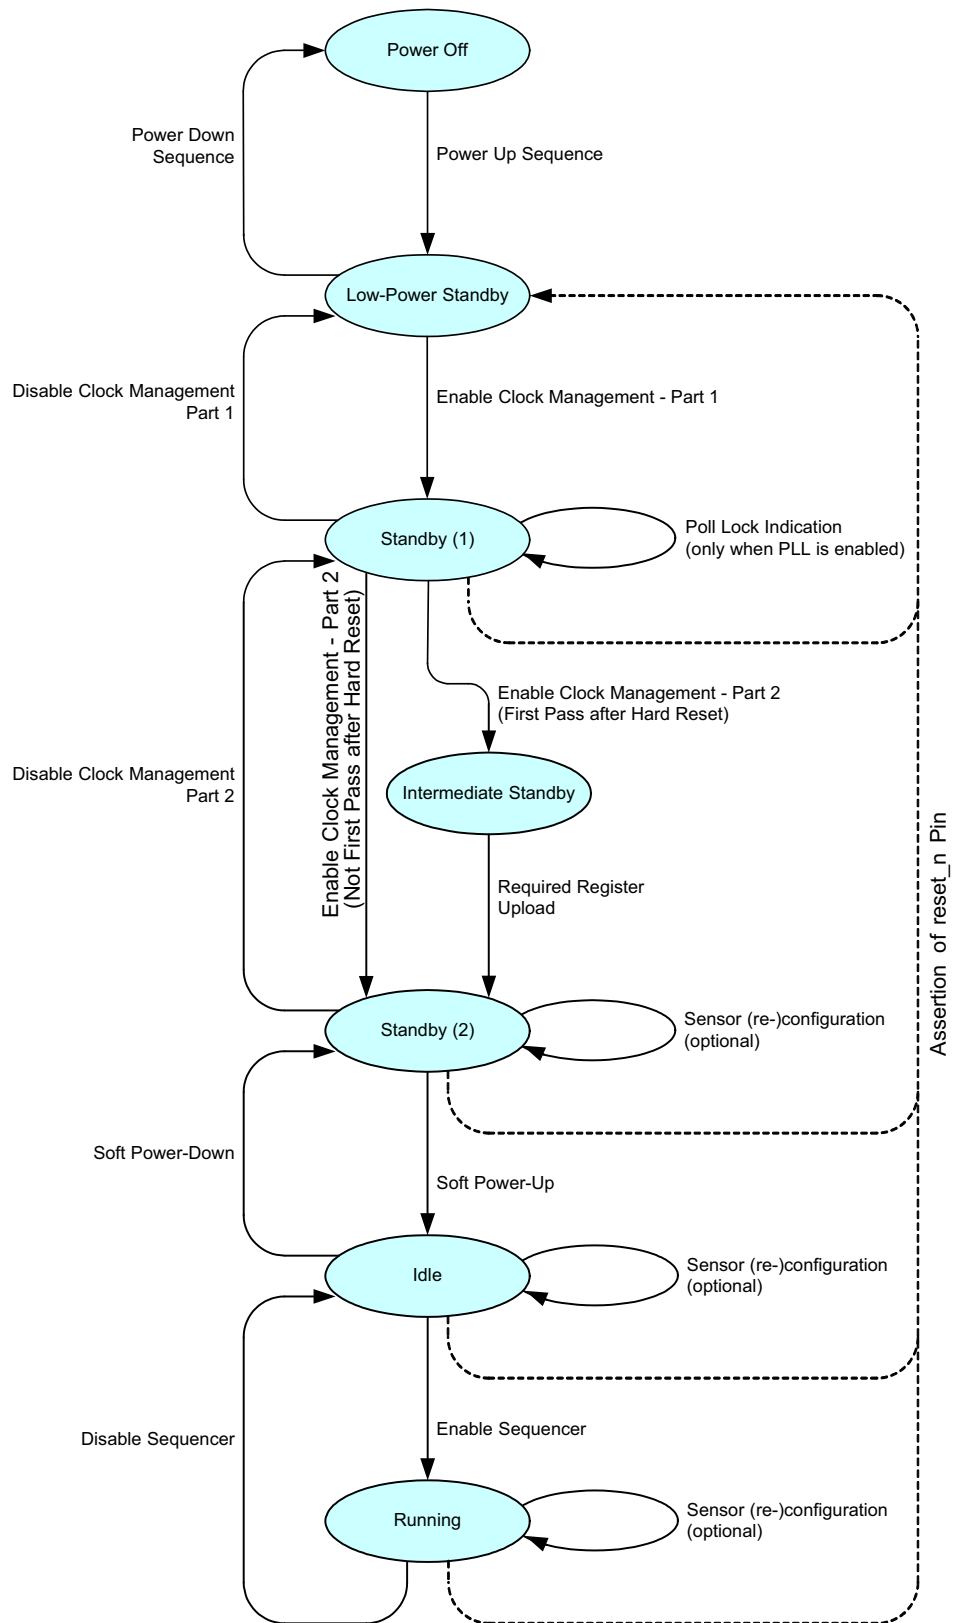 Power Off
Power Down
Sequence
Power Up Sequence
Low-Power Standby
Disable Clock Management
Part 1
Enable Clock Management - Part 1
Standby (1)
Poll Lock Indication
(only when PLL is enabled)
Enable Clock Management - Part 2
(Not First Pass after Hard Reset)
Enable Clock Management - Part 2
(First Pass after Hard Reset)
Disable Clock Management
Part 2
Intermediate Standby
Required Register
Upload
Assertion of reset_n Pin
Standby (2)
Sensor (re-)configuration
(optional)
Soft Power-Down
Soft Power-Up
Idle
Sensor (re-)configuration
(optional)
Disable Sequencer
Enable Sequencer
Running
Sensor (re-)configuration
(optional)